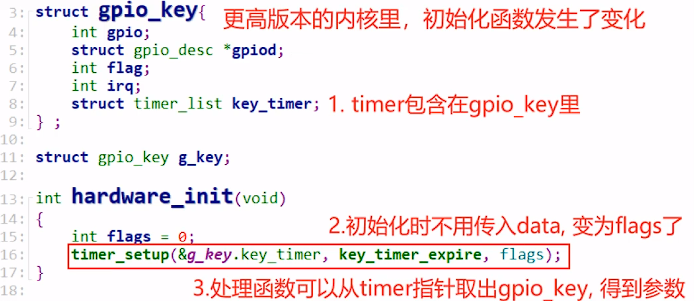 3: struct gpio_key{ 更高版本的内核里，初始化函数发生了变化
4: int gpio;
5: struct gpio_desc *gpiod;
6: int flag;
7: int irq;
8: struct timer_list key_timer; 1. timer包含在gpio_key里
9: } ;
10:
11: struct gpio_key g_key;
12:
13: int hardware_init(void)
14: {
15: int flags = 0; 2.初始化时不用传入data, 变为flags了
16: timer_setup(&g_key.key_timer, key_timer_expire, flags);
17: } 3.处理函数可以从timer指针取出gpio_key, 得到参数
18: